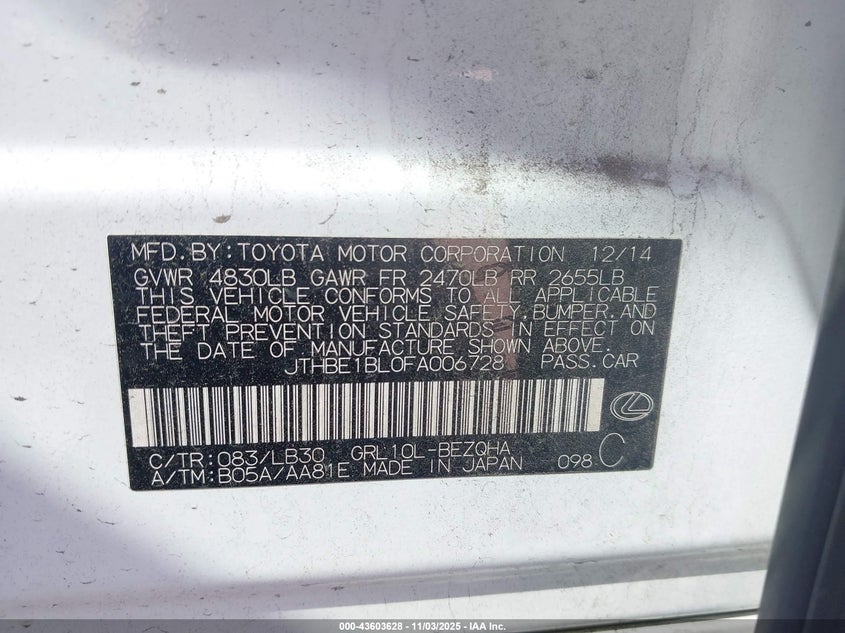 MFD.BY:TOYOTA MOTOR CORPORATION 12/14
GVWR 4830LB GAWR FR 2470LB RR 2655LB
THIS VEHICLE CONFORMS TO ALL APPLICABLE
FEDERAL MOTOR VEHICLE SAFETY,BUMPER,AND
THEFT PREVENTION STANDARDS IN EFFECT ON
THE DATE OF MANUFACTURE SHOWN ABOVE.
JTHBE1BL0FA006728 PASS.CAR
C/TR:083/LB30 GRL10L-BEZQHA
A/TM:B05A/AA81E MADE IN JAPAN 098 C
000-43603628 - 11/03/2025 - IAA Inc.